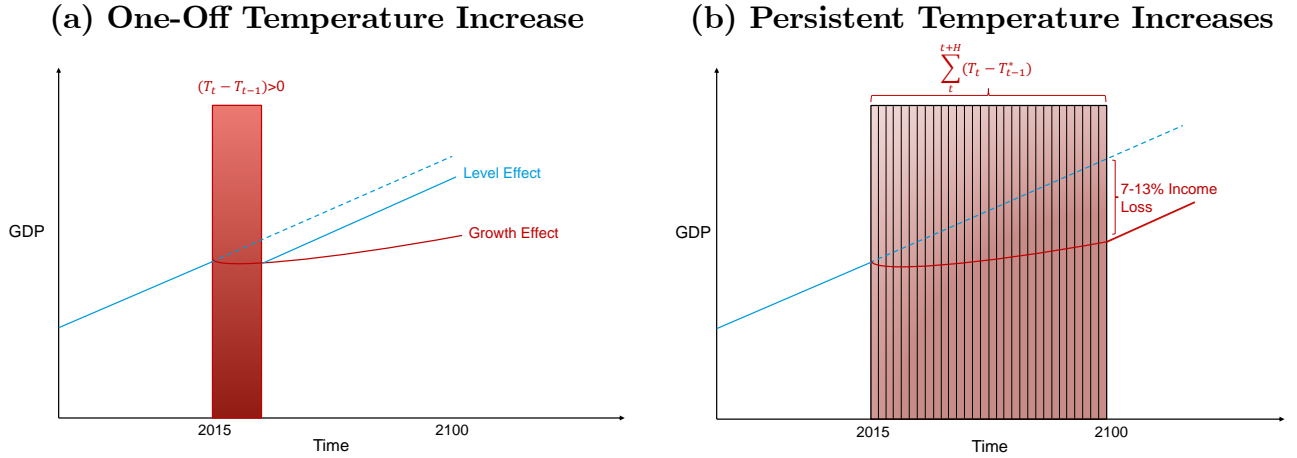 (a) One-Off Temperature Increase
(T_t − T_{t−1})>0
Level Effect
Growth Effect
GDP
2015
2100
Time
(b) Persistent Temperature Increases
\sum_{t}^{t+H}(T_t − T^*_{t−1})
7-13% Income
Loss
GDP
2015
2100
Time